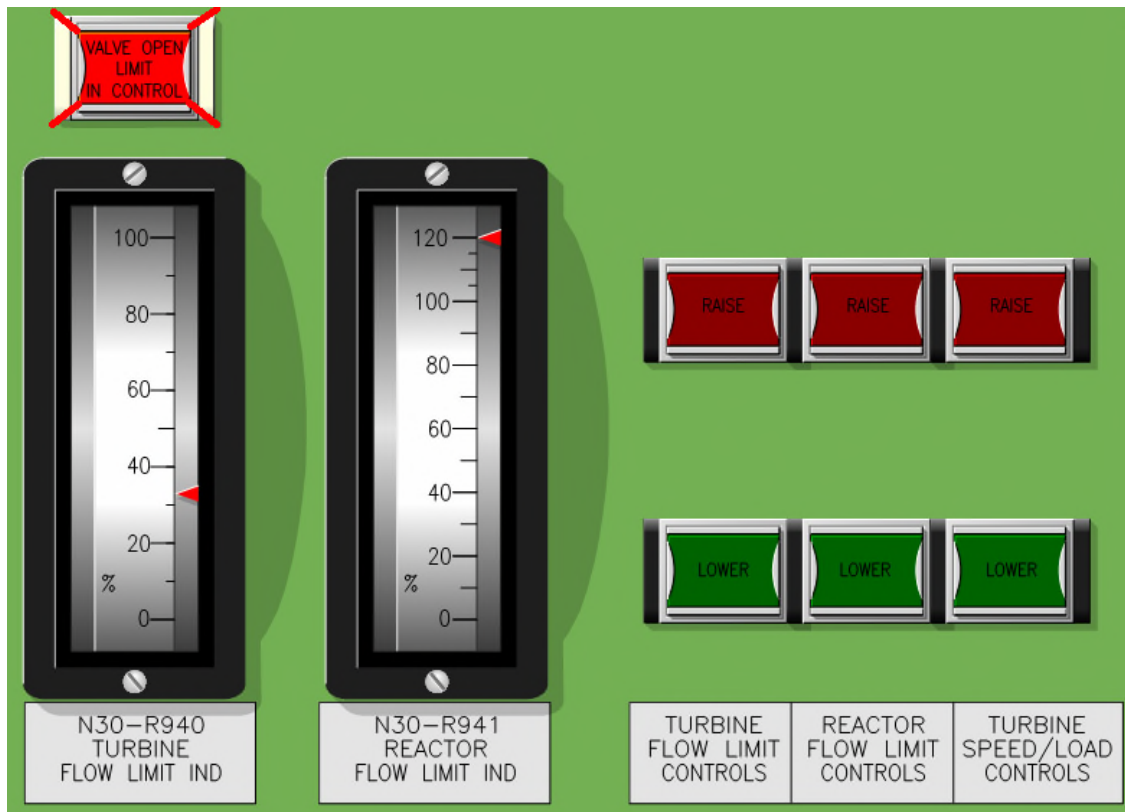 VALVE OPEN
LIMIT
IN CONTROL
100
80
60
40
20
%
0
120
100
80
60
40
20
%
0
RAISE
RAISE
RAISE
LOWER
LOWER
LOWER
N30-R940
TURBINE
FLOW LIMIT IND
N30-R941
REACTOR
FLOW LIMIT IND
TURBINE
FLOW LIMIT
CONTROLS
REACTOR
FLOW LIMIT
CONTROLS
TURBINE
SPEED/LOAD
CONTROLS